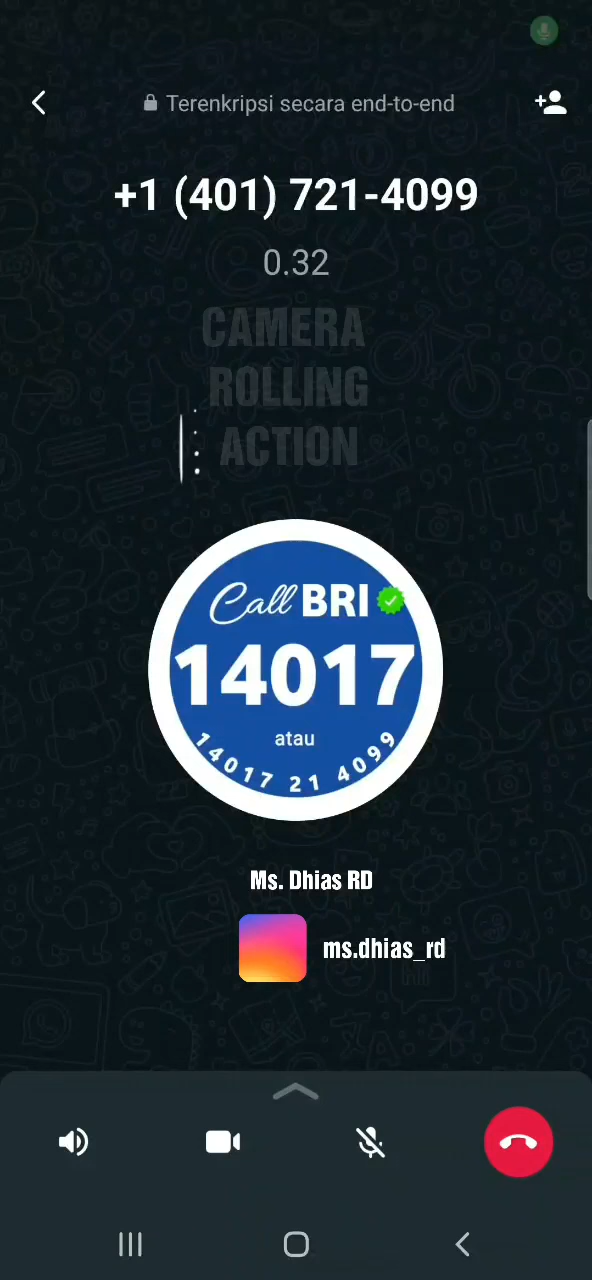 Terenkripsi secara end-to-end
+1 (401) 721-4099
0.32
CAMERA
ROLLING
ACTION
Call BRI
14017
atau
14017 21 4099
Ms. Dhias RD
ms.dhias_rd